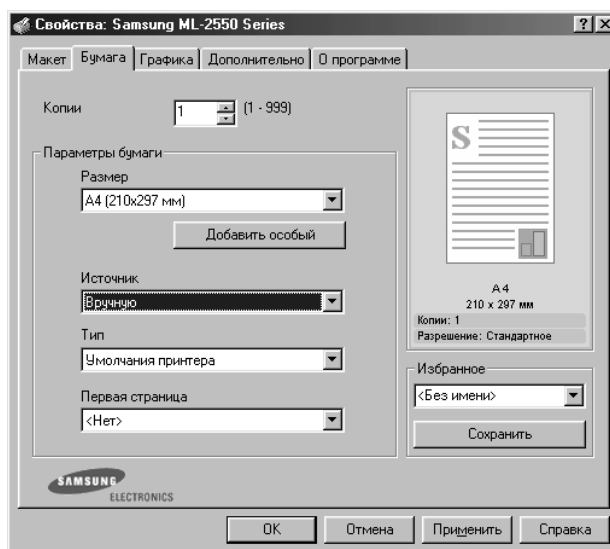 Свойства: Samsung ML-2550 Series
Макет Бумага Графика Дополнительно О программе
Копии 1 (1 - 999)
Параметры бумаги
Размер
A4 (210x297 мм)
Добавить особый
Источник
Вручную
Тип
Умолчания принтера
Первая страница
<Нет>
S
A4
210 x 297 мм
Копии: 1
Разрешение: Стандартное
Избранное
<Без имени>
Сохранить
SAMSUNG
ELECTRONICS
OK Отмена Применить Справка